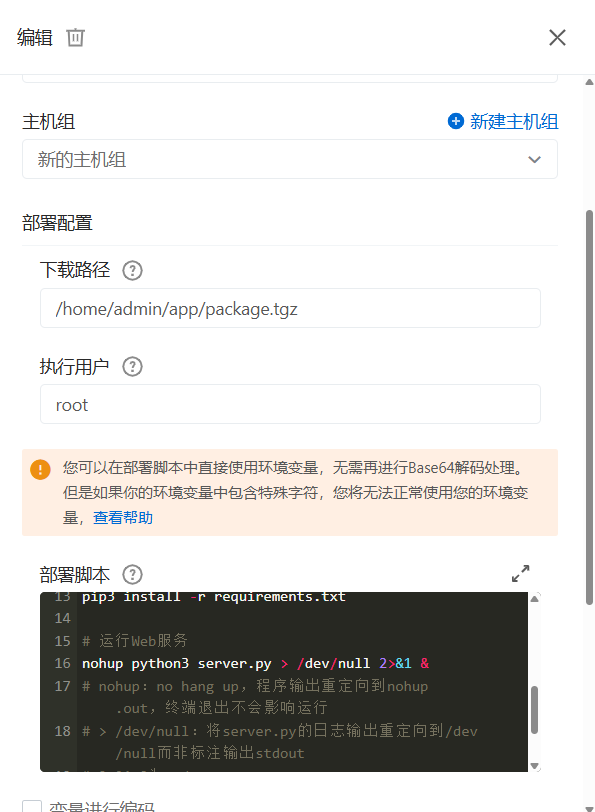 编辑
主机组
新建主机组
新的主机组
部署配置
下载路径
/home/admin/app/package.tgz
执行用户
root
您可以在部署脚本中直接使用环境变量，无需再进行Base64解码处理。
但是如果你的环境变量中包含特殊字符，您将无法正常使用您的环境变
量，查看帮助
部署脚本
13 pip3 install -r requirements.txt
14
15 # 运行Web服务
16 nohup python3 server.py > /dev/null 2>&1 &
17 # nohup：no hang up，程序输出重定向到nohup
.out，终端退出不会影响运行
18 # > /dev/null：将server.py的日志输出重定向到/dev
/null而非标注输出stdout
变量进行编码